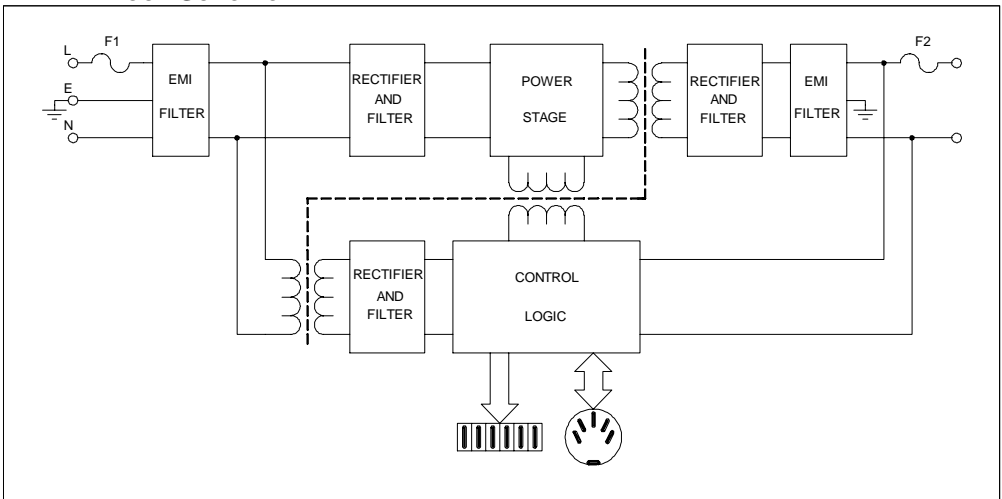 F1
F2
L
E
N
EMI
FILTER
RECTIFIER
AND
FILTER
POWER
STAGE
RECTIFIER
AND
FILTER
EMI
FILTER
RECTIFIER
AND
FILTER
CONTROL
LOGIC